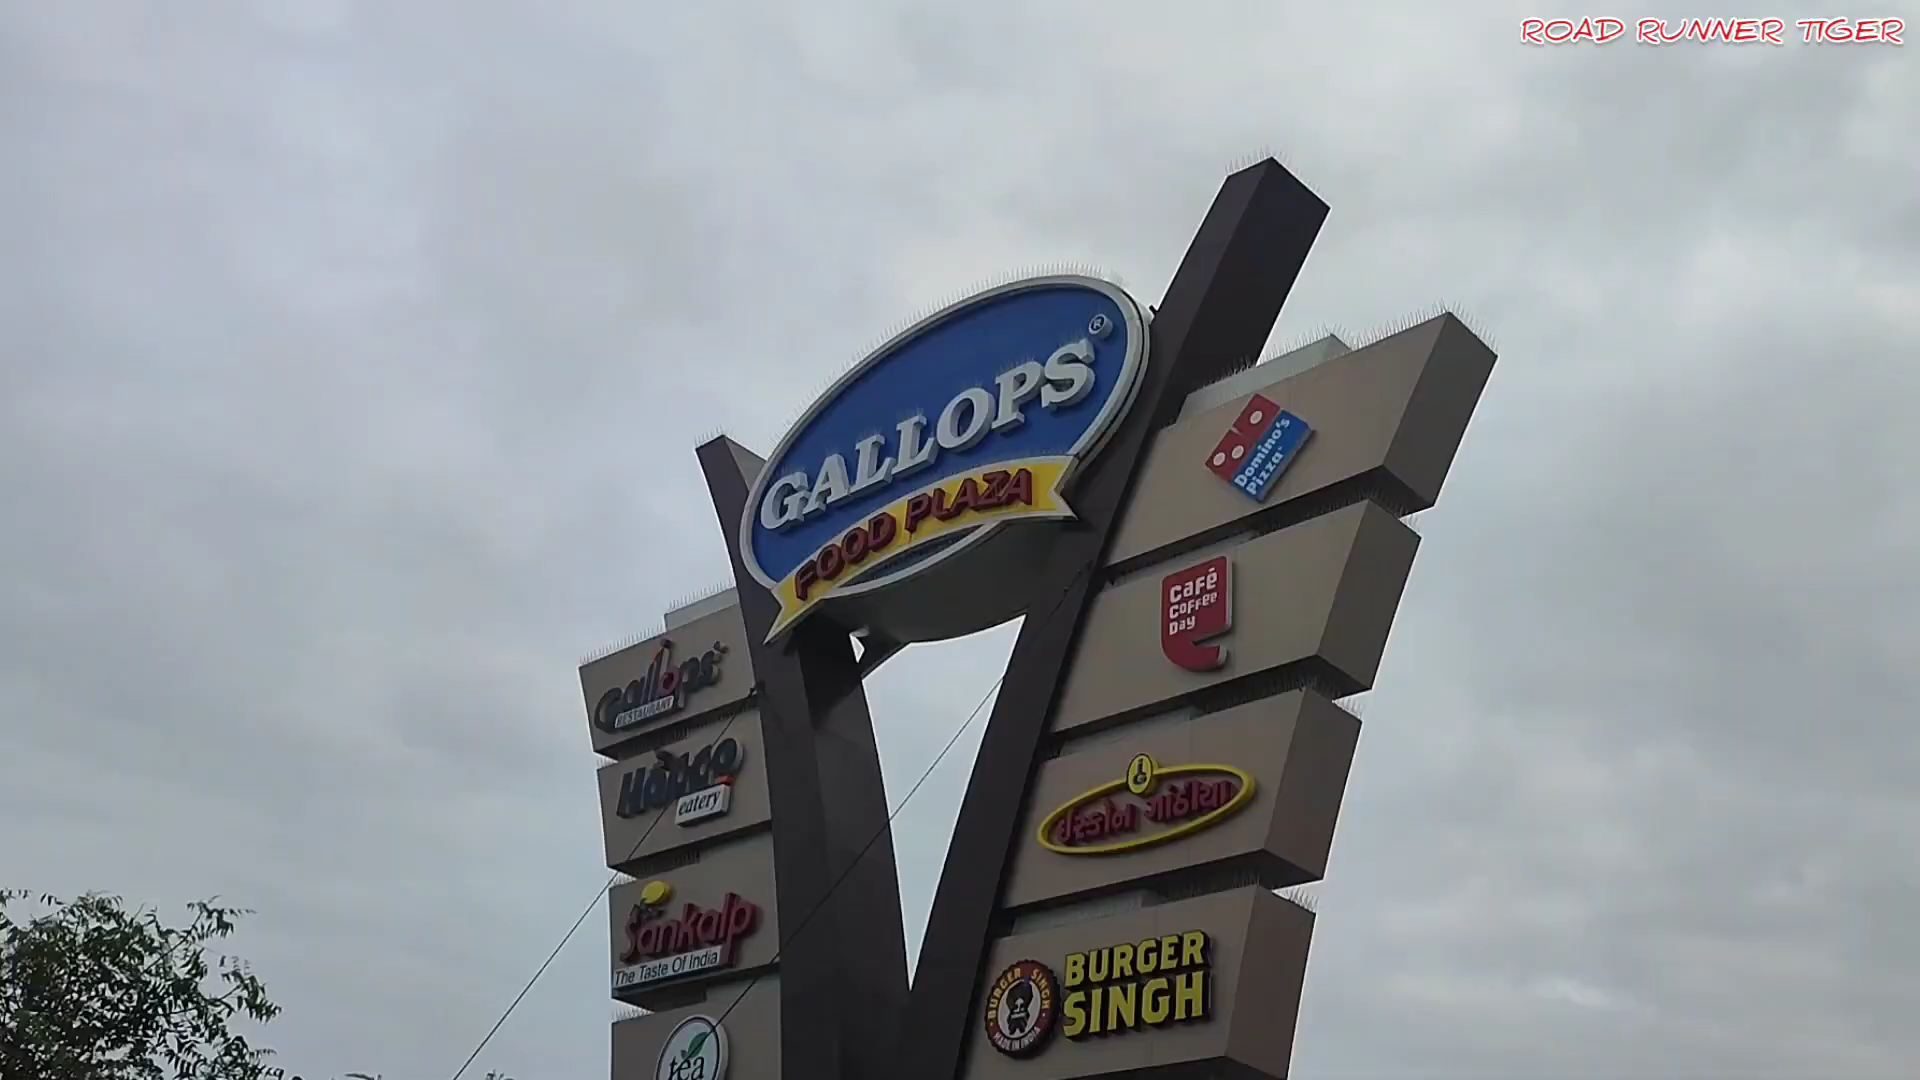 ROAD RUNNER TIGER
GALLOPS®
FOOD PLAZA
Domino's
Pizza
Café
Coffee
Day
ઇસ્કોન ગાંઠીયા
BURGER
SINGH
BURGER SINGH
MADE IN INDIA
Gallops
RESTAURANT
eatery
Sankalp
The Taste Of India
tea